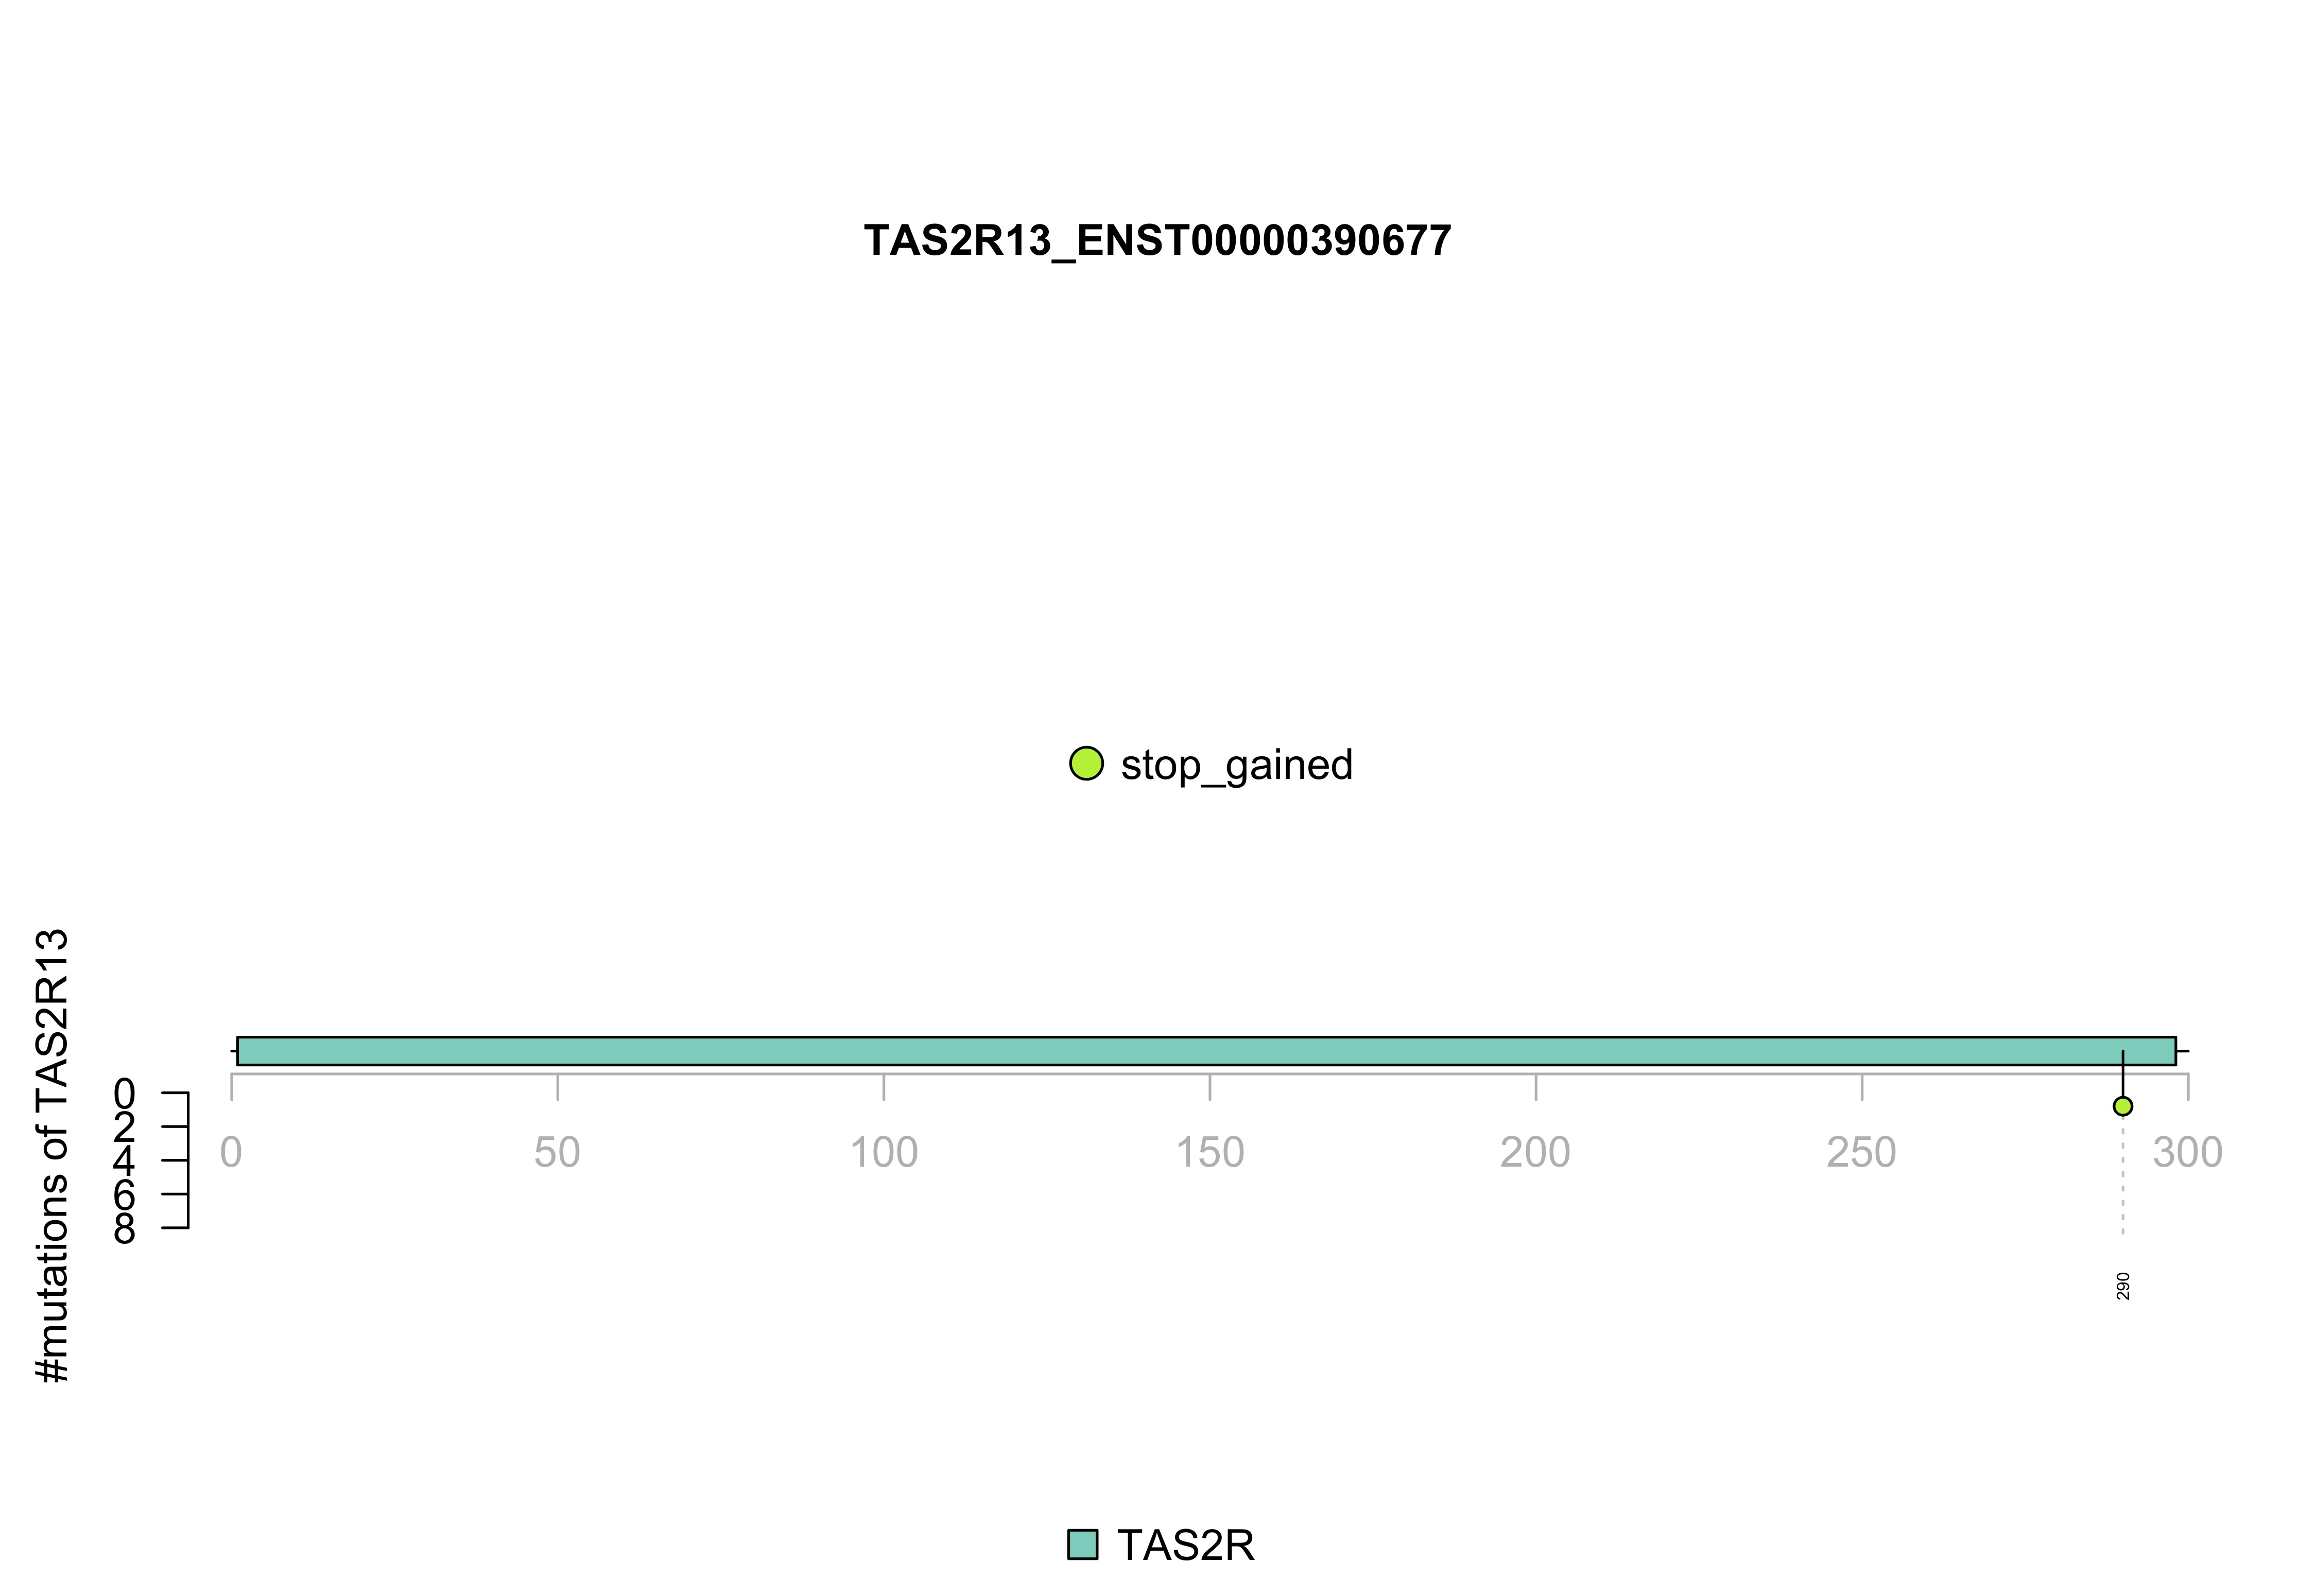 TAS2R13_ENST00000390677
stop_gained
#mutations of TAS2R13
0
2
4
6
8
0 50 100 150 200 250 300
290
TAS2R